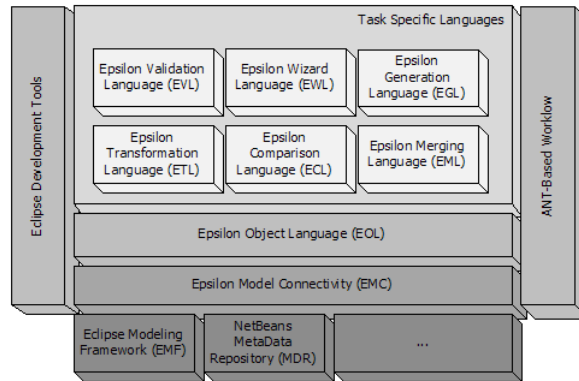 Task Specific Languages
Eclipse Development Tools
Epsilon Validation
Language (EVL)
Epsilon Wizard
Language (EWL)
Epsilon
Generation
Language (EGL)
Epsilon
Transformation
Language (ETL)
Epsilon
Comparison
Language (ECL)
Epsilon Merging
Language (EML)
ANT-Based Worklow
Epsilon Object Language (EOL)
Epsilon Model Connectivity (EMC)
Eclipse Modeling
Framework (EMF)
NetBeans
MetaData
Repository (MDR)
...